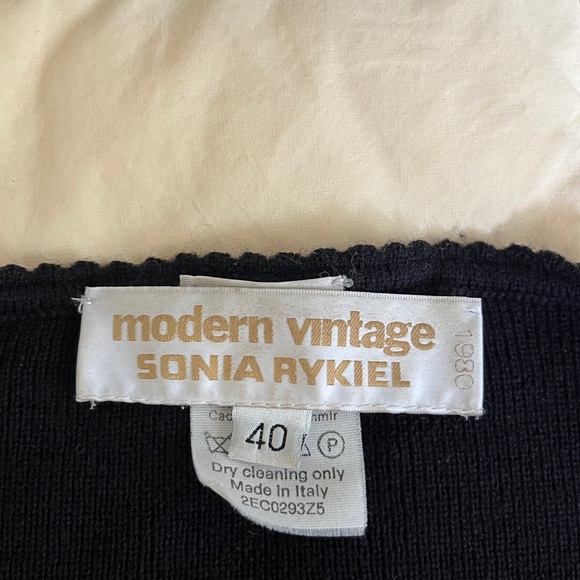 modern vintage
SONIA RYKIEL
1980
40
P
Dry cleaning only
Made In Italy
2EC0293Z5